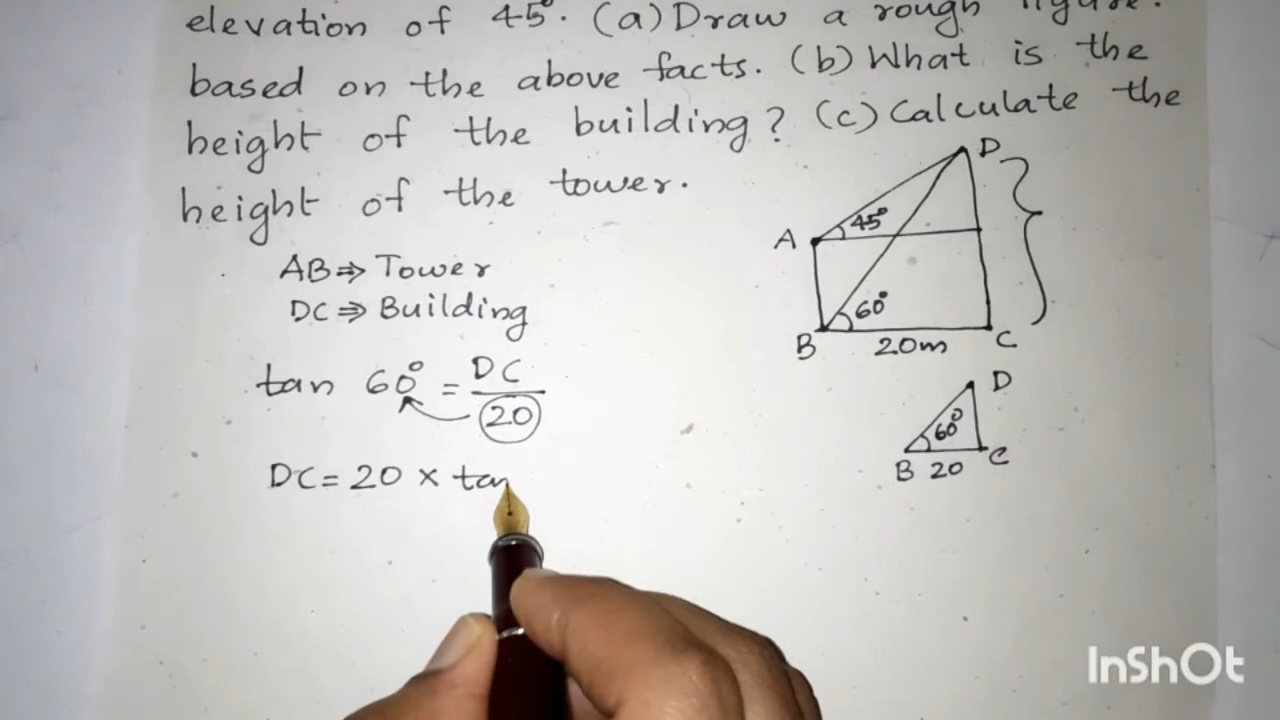 elevation of 45°. (a) Draw a rough figure.
based on the above facts. (b) What is the
height of the building? (c) Calculate the
height of the tower.
D
A 45°
AB ⇒ Tower
DC ⇒ Building
60°
B 20m C
tan 60° = DC/20
D
60°
B 20 C
DC = 20 × tan
InShOt